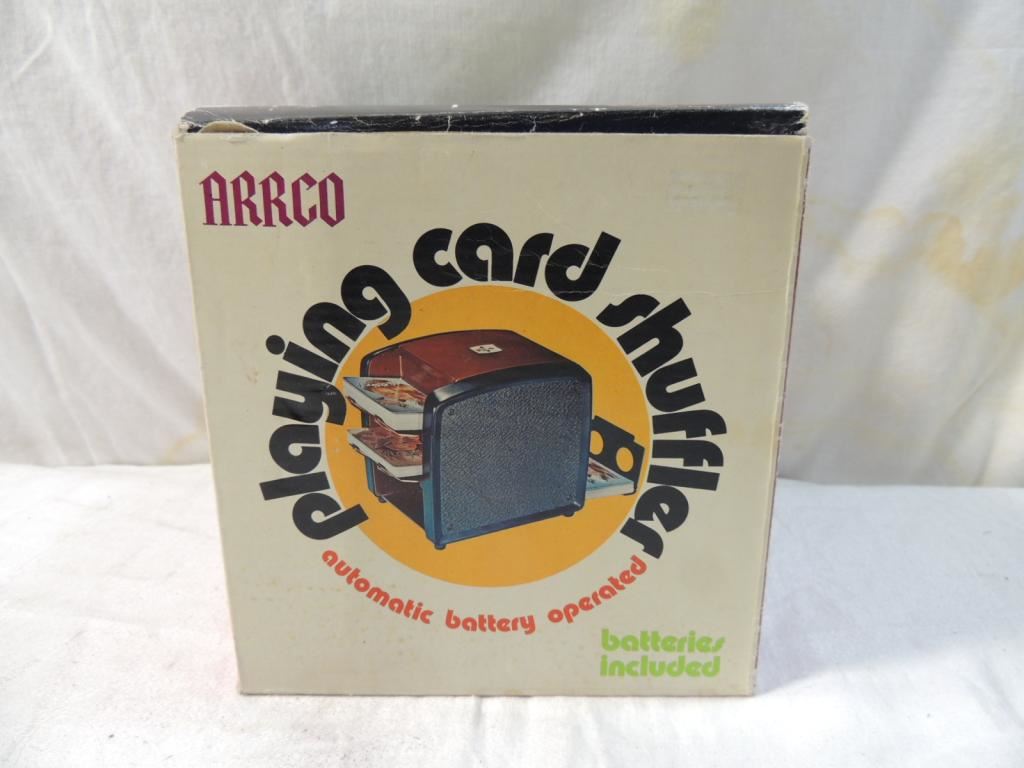 ARRCO
playing card shuffler
automatic battery operated
batteries
included